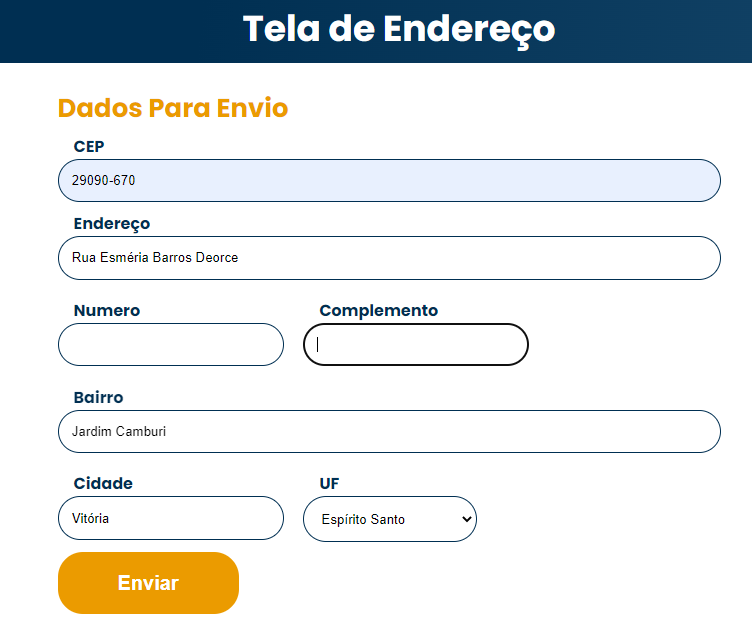 Tela de Endereço
Dados Para Envio
CEP
29090-670
Endereço
Rua Esméria Barros Deorce
Numero Complemento
Bairro
Jardim Camburi
Cidade UF
Vitória Espírito Santo
Enviar